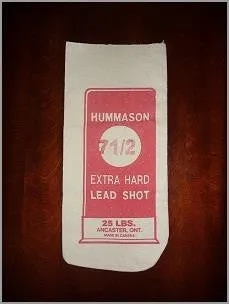 HUMMASON
7 1/2
EXTRA HARD
LEAD SHOT
25 LBS.
ANCASTER, ONT.
MADE IN CANADA